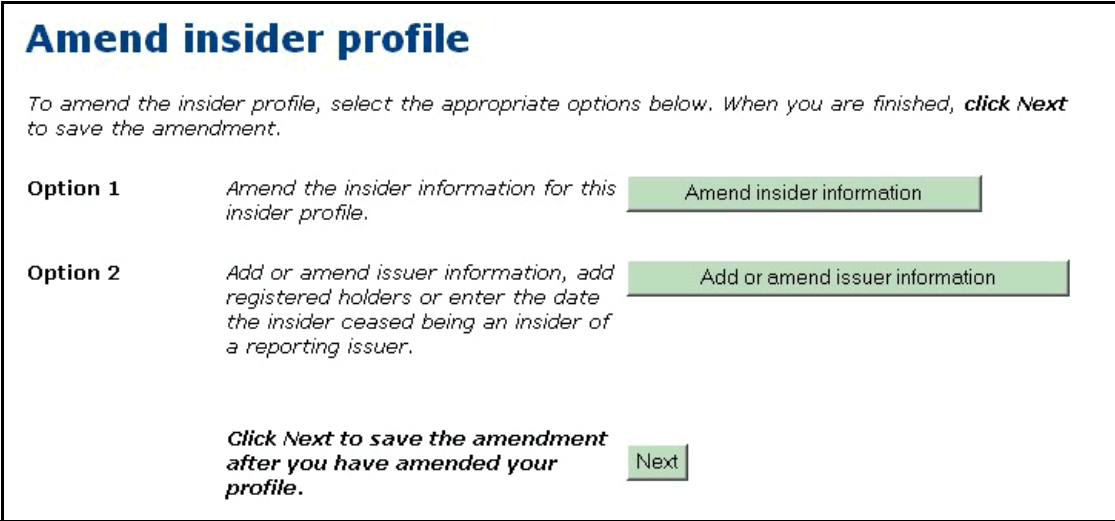 Amend insider profile
To amend the insider profile, select the appropriate options below. When you are finished, click Next
to save the amendment.
Option 1
Amend the insider information for this
insider profile.
Amend insider information
Option 2
Add or amend issuer information, add
registered holders or enter the date
the insider ceased being an insider of
a reporting issuer.
Add or amend issuer information
Click Next to save the amendment
after you have amended your
profile.
Next